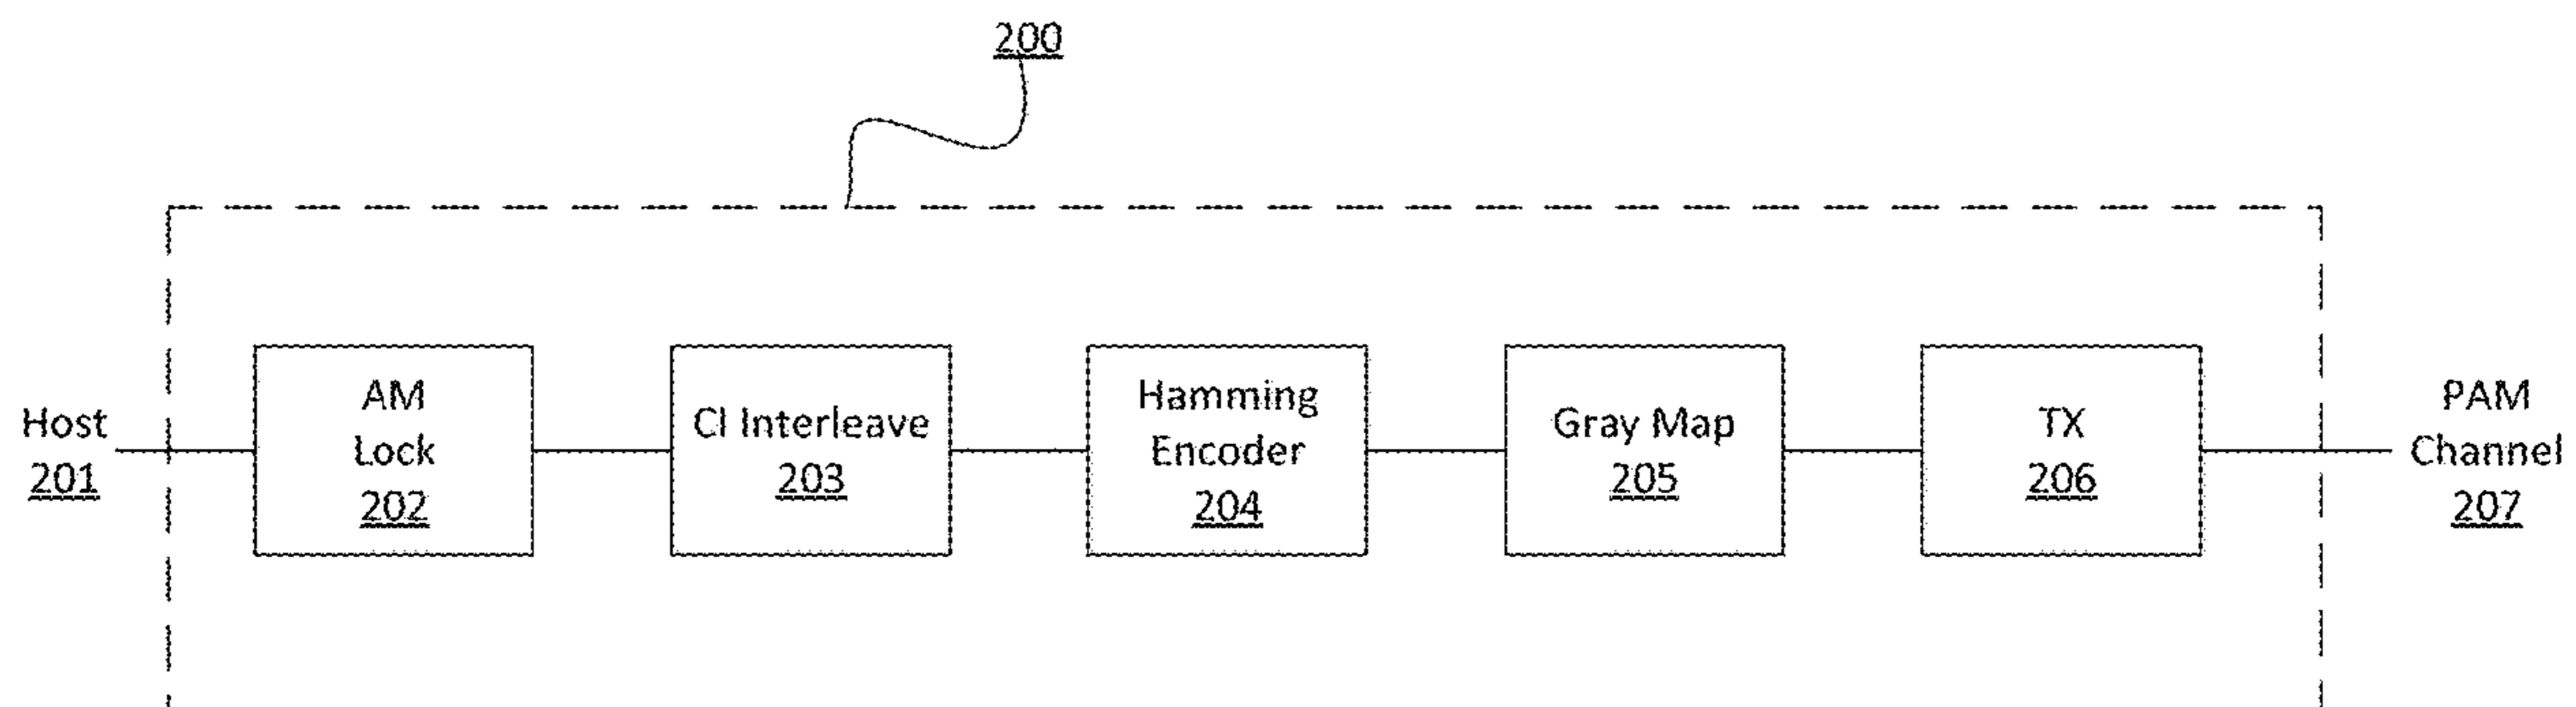 200
Host
201
AM
Lock
202
CI Interleave
203
Hamming
Encoder
204
Gray Map
205
TX
206
PAM
Channel
207